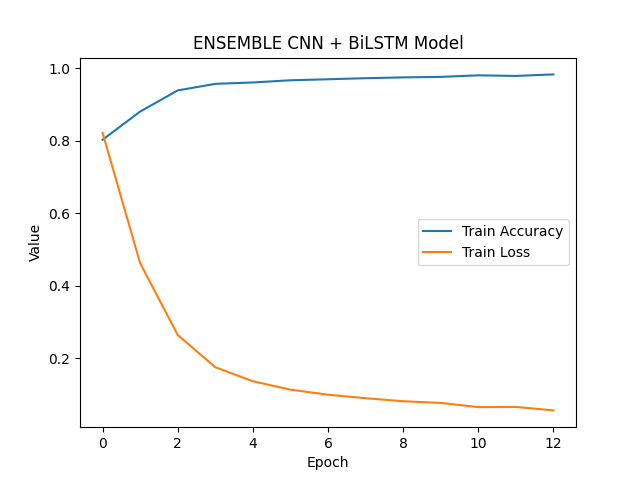 ENSEMBLE CNN + BiLSTM Model
1.0
0.8
0.6
0.4
0.2
Value
Train Accuracy
Train Loss
0 2 4 6 8 10 12
Epoch